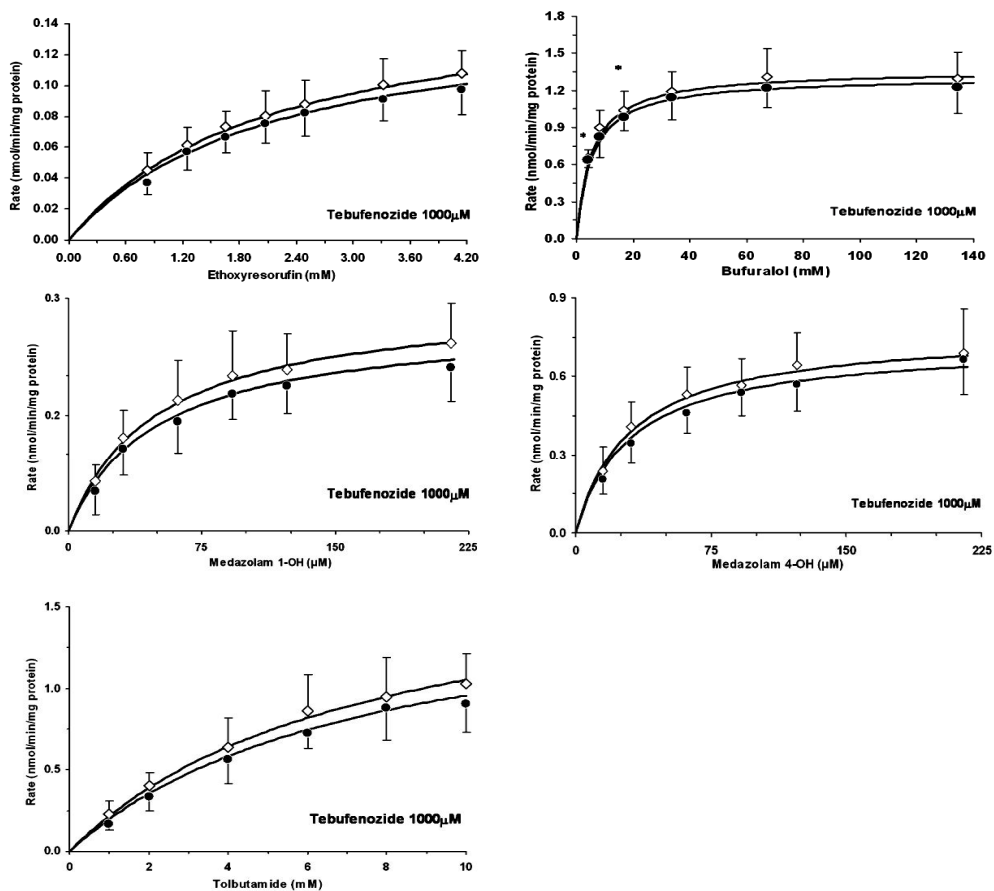 Rate (nmol/min/mg protein)
0.14
0.12
0.10
0.08
0.06
0.04
0.02
0.00
0.00 0.60 1.20 1.80 2.40 3.00 3.60 4.20
Ethoxyresorufin (mM)
Tebufenozide 1000µM
Rate (nmol/min/mg protein)
1.8
1.5
1.2
0.9
0.6
0.3
0.0
0 20 40 60 80 100 120 140
Bufuralol (mM)
* *
Tebufenozide 1000µM
Rate (nmol/min/mg protein)
0.3
0.2
0.0
0 75 150 225
Medazolam 1-OH (µM)
Tebufenozide 1000µM
Rate (nmol/min/mg protein)
0.9
0.6
0.3
0.0
0 75 150 225
Medazolam 4-OH (µM)
Tebufenozide 1000µM
Rate (nmol/min/mg protein)
1.5
1.0
0.5
0.0
0 2 4 6 8 10
Tolbutamide (mM)
Tebufenozide 1000µM